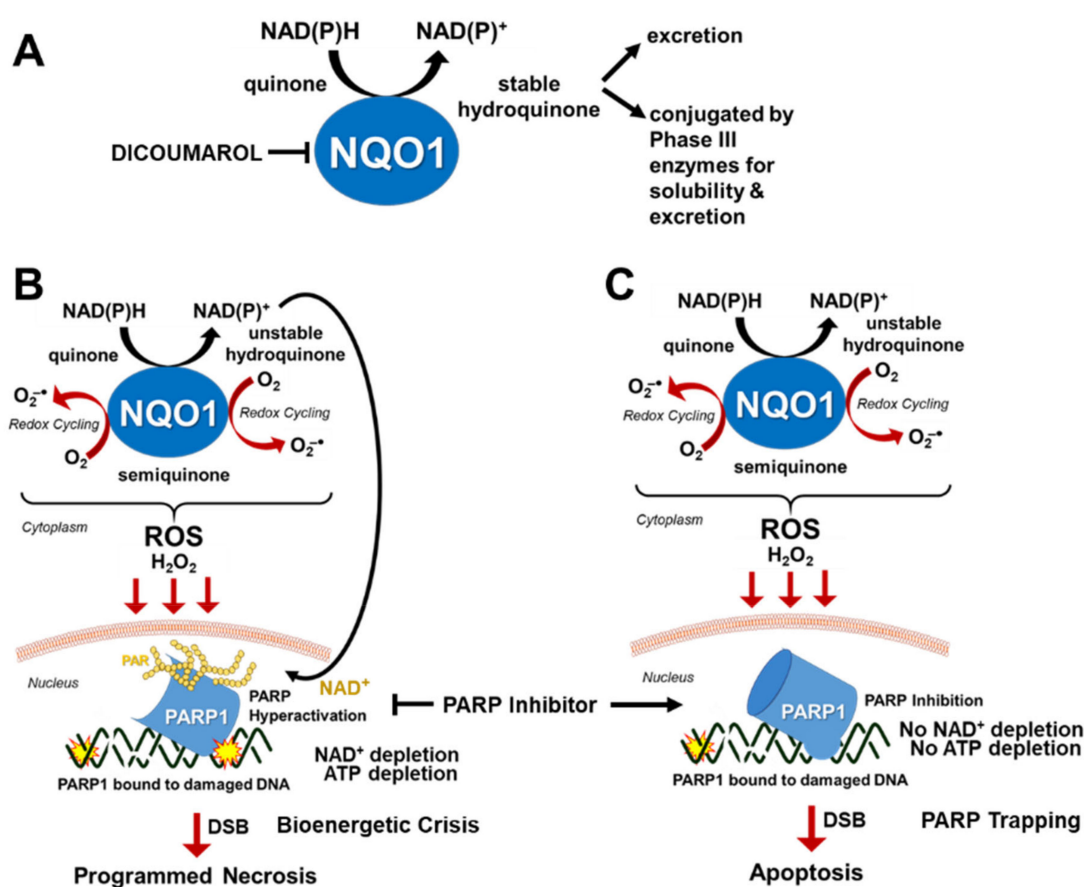 A
NAD(P)H
NAD(P)⁺
quinone
NQO1
DICOUMAROL
stable
hydroquinone
excretion
conjugated by
Phase III
enzymes for
solubility &
excretion
B
NAD(P)H
NAD(P)⁺
quinone
unstable
hydroquinone
O₂⁻•
Redox Cycling
O₂
NQO1
O₂
Redox Cycling
O₂⁻•
semiquinone
Cytoplasm
ROS
H₂O₂
PAR
Nucleus
PARP1
PARP
Hyperactivation
NAD⁺
NAD⁺ depletion
ATP depletion
PARP1 bound to damaged DNA
DSB
Bioenergetic Crisis
Programmed Necrosis
PARP Inhibitor
C
NAD(P)H
NAD(P)⁺
quinone
unstable
hydroquinone
O₂⁻•
Redox Cycling
O₂
NQO1
O₂
Redox Cycling
O₂⁻•
semiquinone
Cytoplasm
ROS
H₂O₂
Nucleus
PARP1
PARP Inhibition
No NAD⁺ depletion
No ATP depletion
PARP1 bound to damaged DNA
DSB
PARP Trapping
Apoptosis